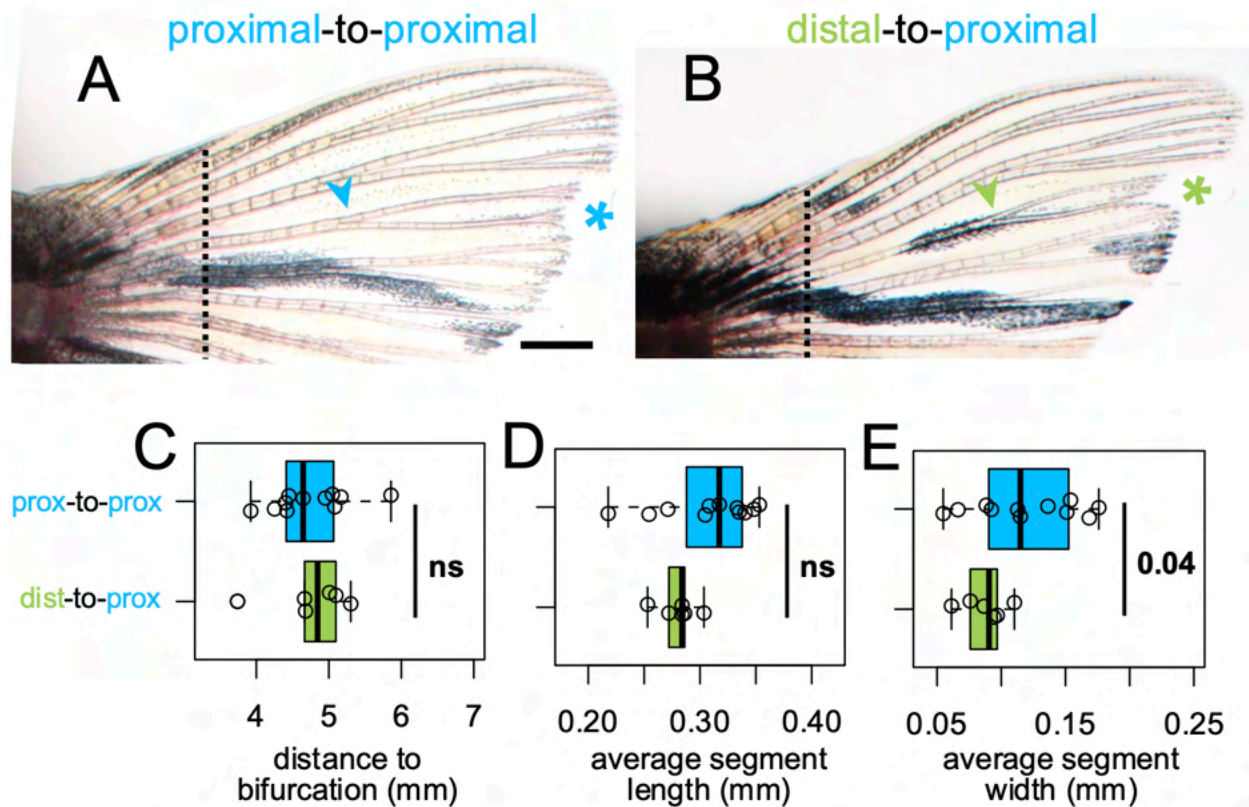 proximal-to-proximal
distal-to-proximal
A
B
*
*
C
D
E
prox-to-prox
dist-to-prox
ns
ns
0.04
4 5 6 7
0.20 0.30 0.40
0.05 0.15 0.25
distance to
bifurcation (mm)
average segment
length (mm)
average segment
width (mm)